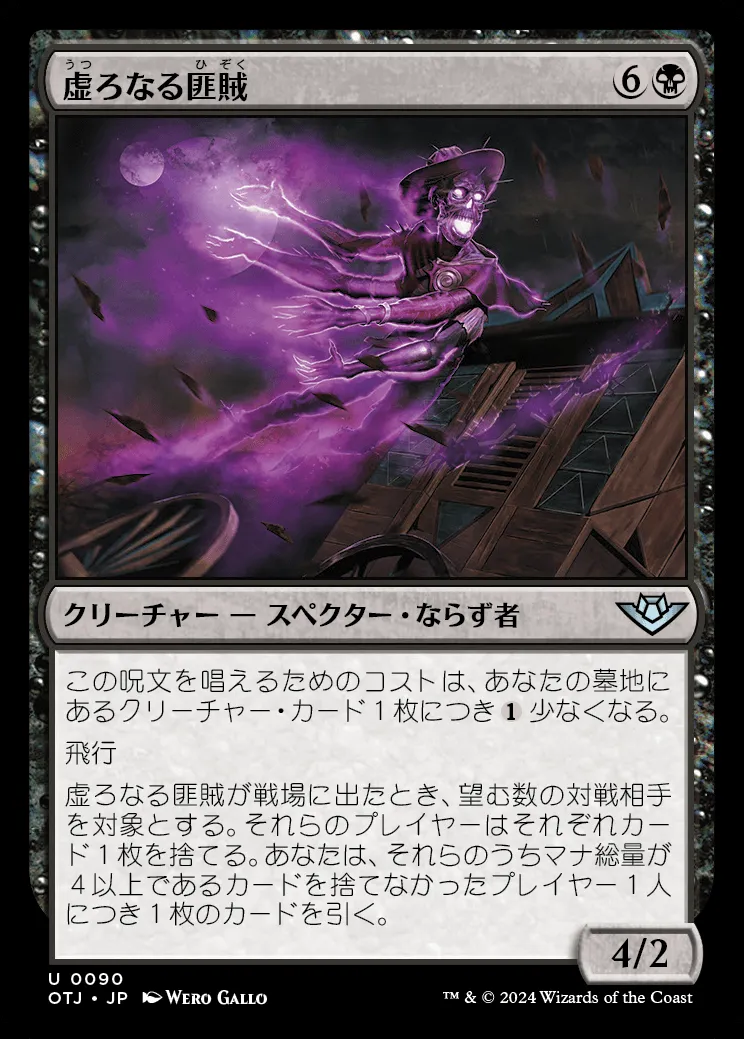 うつ ひぞく
虚ろなる匪賊 6
クリーチャー — スペクター・ならず者
この呪文を唱えるためのコストは、あなたの墓地に
あるクリーチャー・カード1枚につき 1 少なくなる。
飛行
虚ろなる匪賊が戦場に出たとき、望む数の対戦相手
を対象とする。それらのプレイヤーはそれぞれカー
ド1枚を捨てる。あなたは、それらのうちマナ総量が
4以上であるカードを捨てなかったプレイヤー1人
につき1枚のカードを引く。
4/2
U 0090
OTJ • JP Wero Gallo
™ & © 2024 Wizards of the Coast